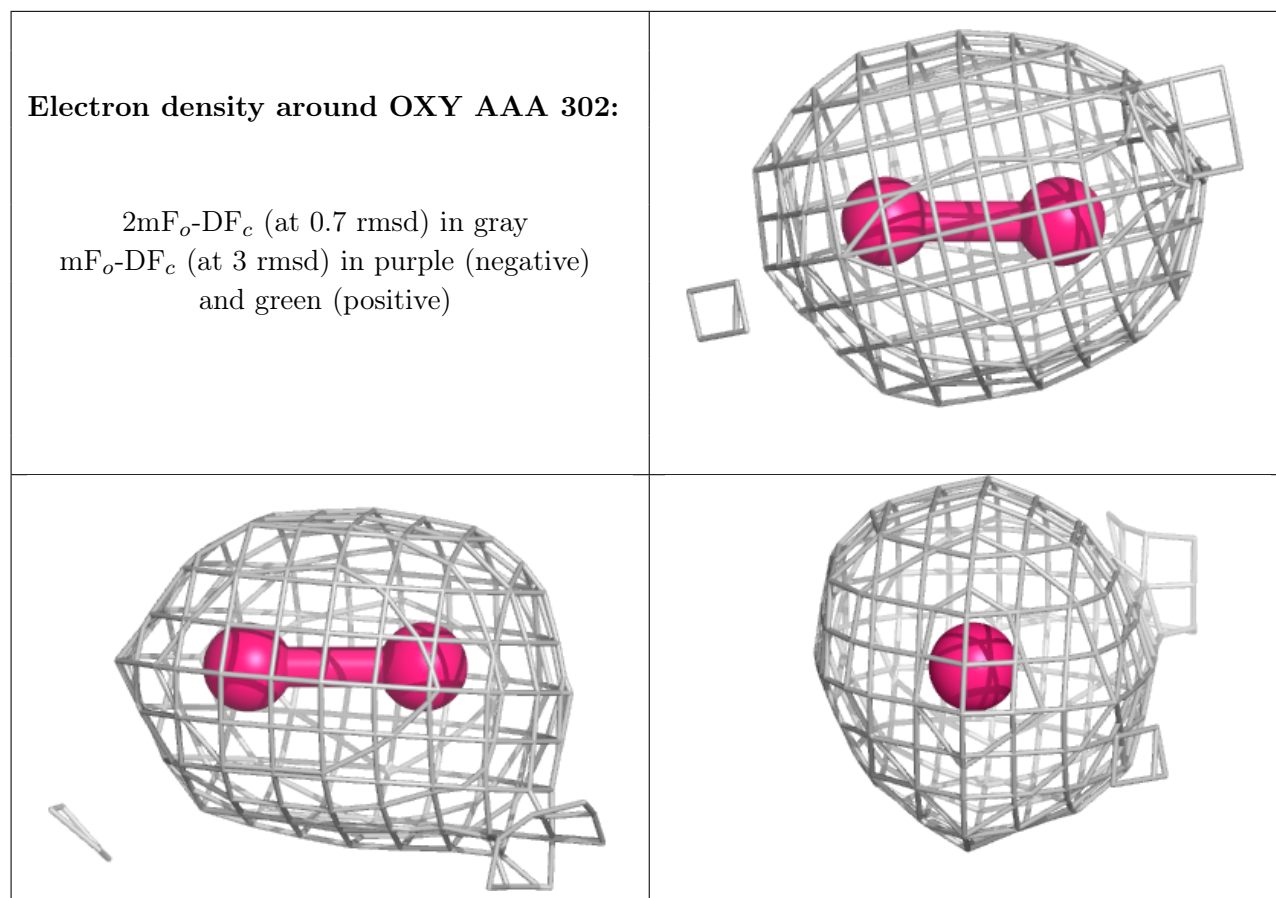 Electron density around OXY AAA 302:
2mFo-DFc (at 0.7 rmsd) in gray
mFo-DFc (at 3 rmsd) in purple (negative)
and green (positive)